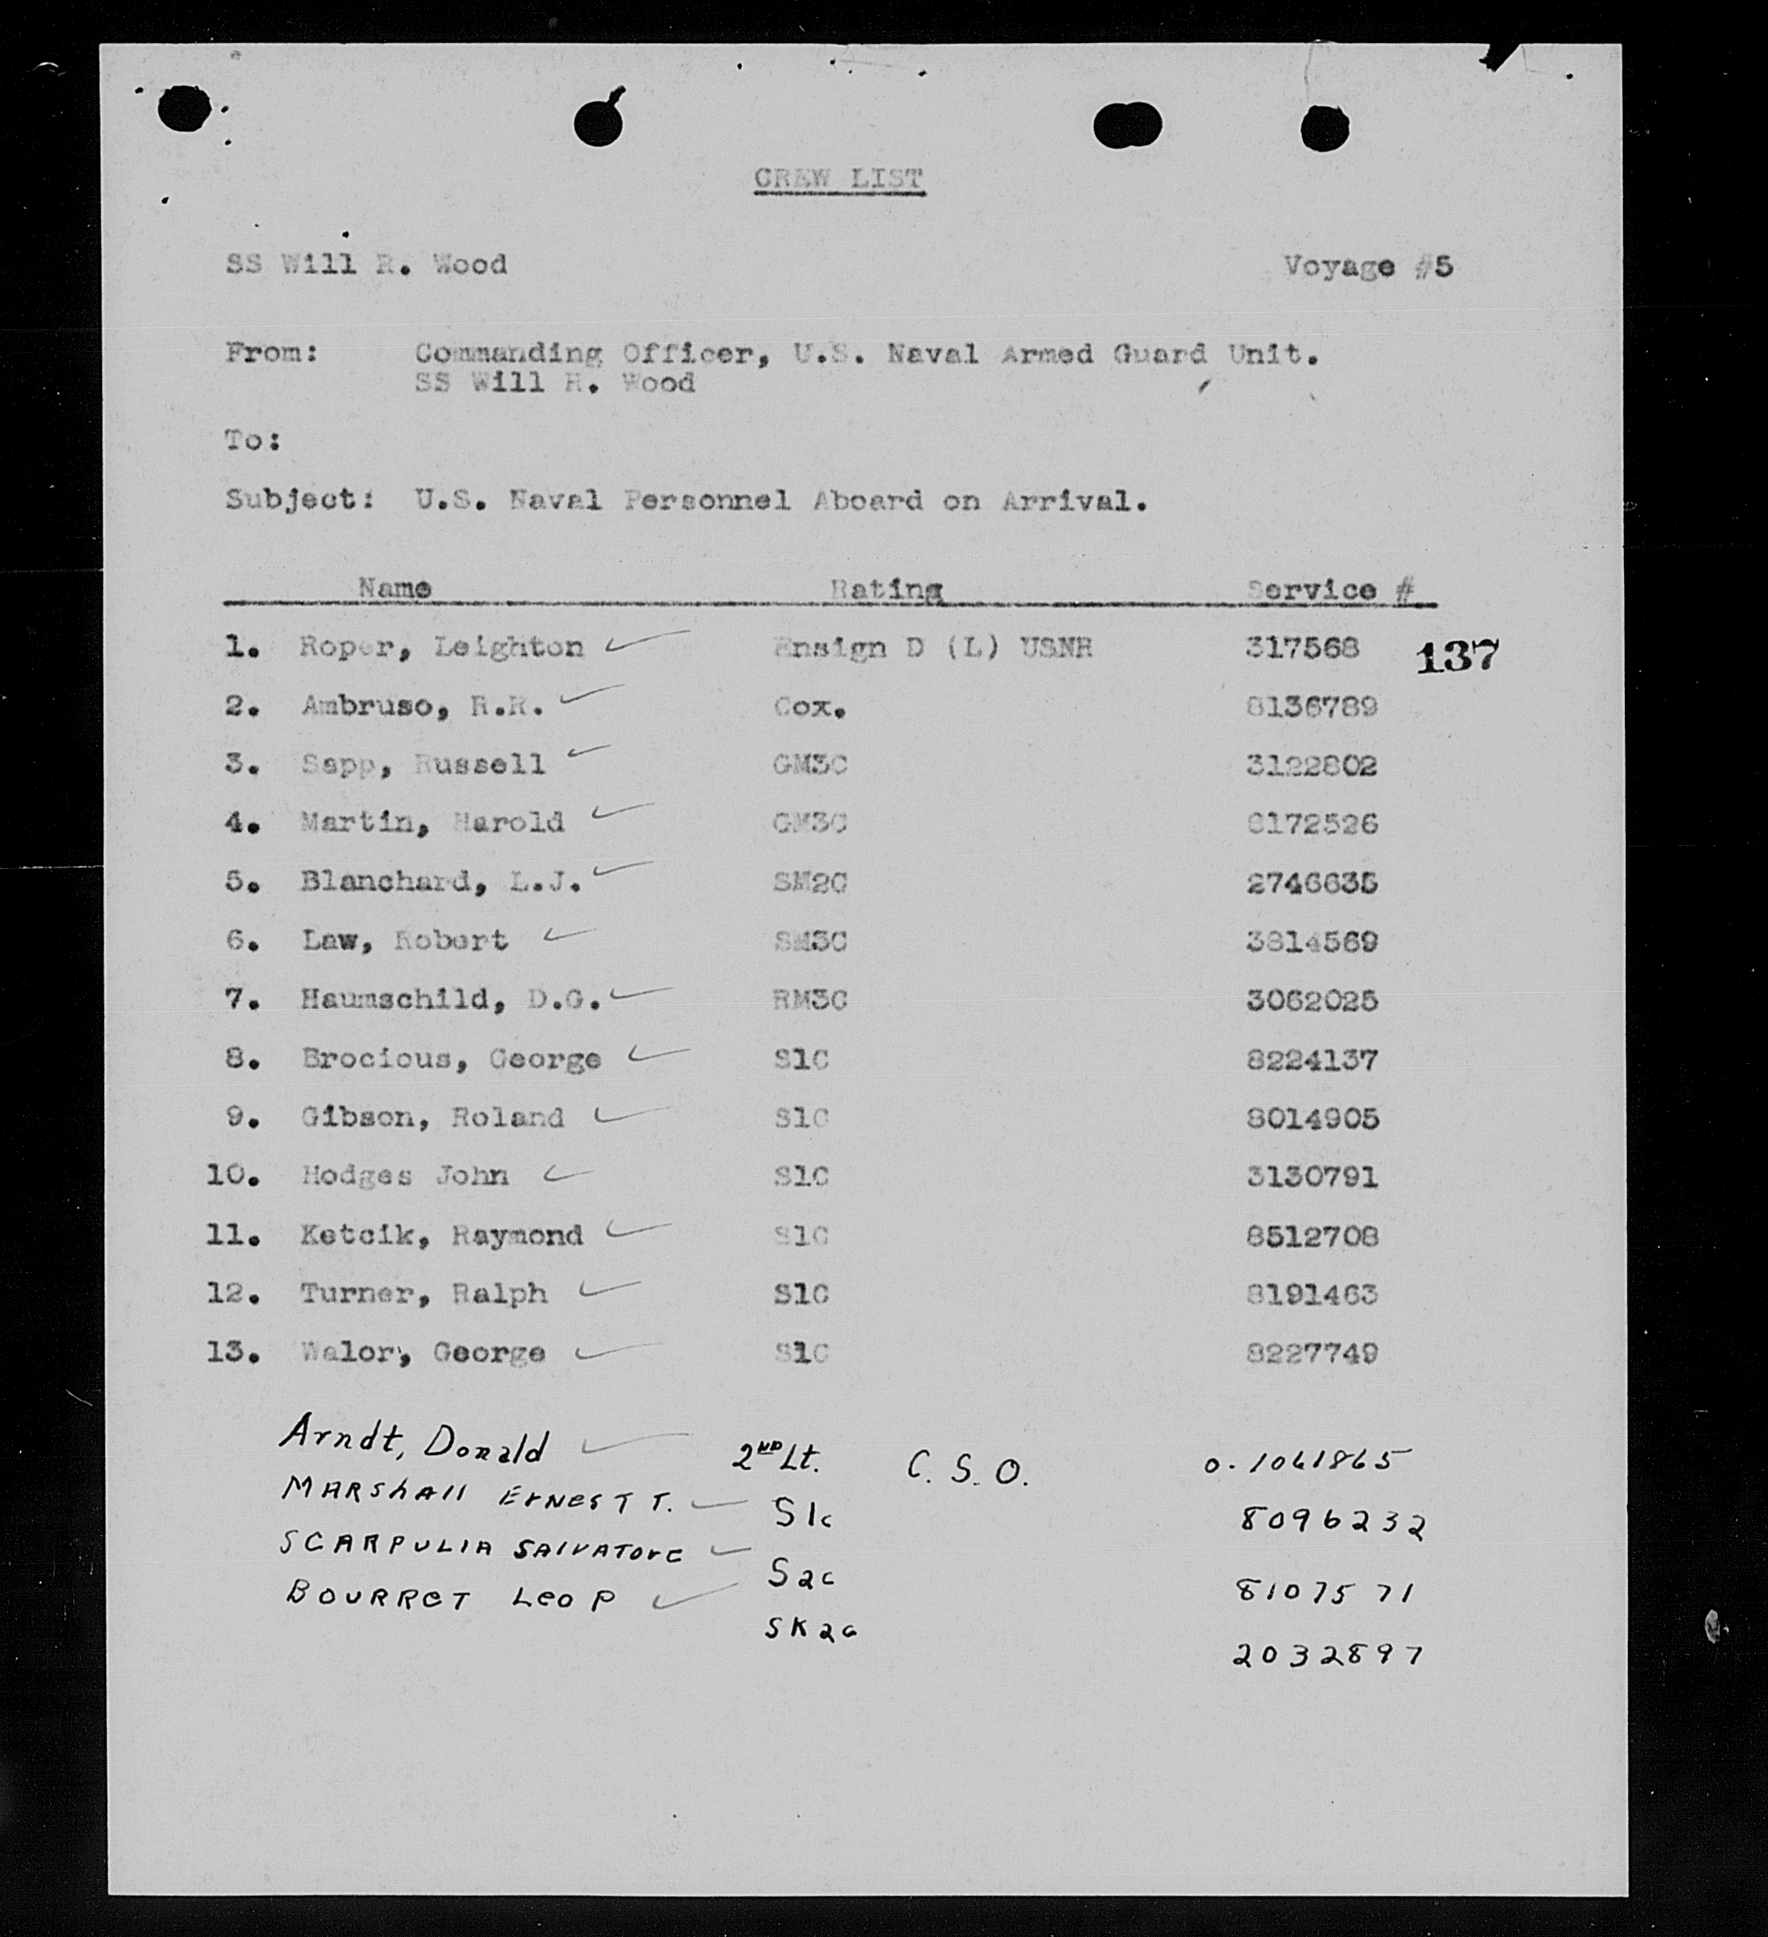 CREW LIST
SS Will R. Wood Voyage #5
From: Commanding Officer, U.S. Naval Armed Guard Unit.
SS Will R. Wood
To:
Subject: U.S. Naval Personnel Aboard on Arrival.
Name Rating Service #
1. Roper, Leighton Ensign D (L) USNR 317568 137
2. Ambruso, R.R. Cox. 8136789
3. Sapp, Russell GM3C 3122802
4. Martin, Harold GM3C 6172526
5. Blanchard, L.J. SM2C 2746635
6. Law, Robert SM3C 3814569
7. Haumschild, D.G. RM3C 3062025
8. Brocious, George S1C 8224137
9. Gibson, Roland S1C 8014905
10. Hodges John S1C 3130791
11. Ketcik, Raymond S1C 8512708
12. Turner, Ralph S1C 8191463
13. Walor, George S1C 8227749
Arndt, Donald 2ND Lt. C. S. O. O-1061865
MARSHALL ERNEST T. S1c 8096232
SCARPULIA SALVATORE S2c 8107571
BOURRET LEO P SK2c 2032897